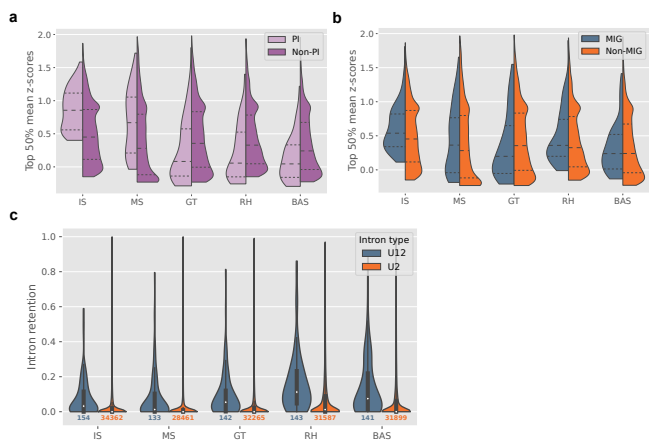 a
Top 50% mean z-scores
2.0
1.5
1.0
0.5
0.0
PI
Non-PI
IS MS GT RH BAS
b
Top 50% mean z-scores
2.0
1.5
1.0
0.5
0.0
MIG
Non-MIG
IS MS GT RH BAS
c
Intron retention
1.0
0.8
0.6
0.4
0.2
0.0
Intron type
U12
U2
154 34362 133 28461 142 32265 143 31587 141 31899
IS MS GT RH BAS